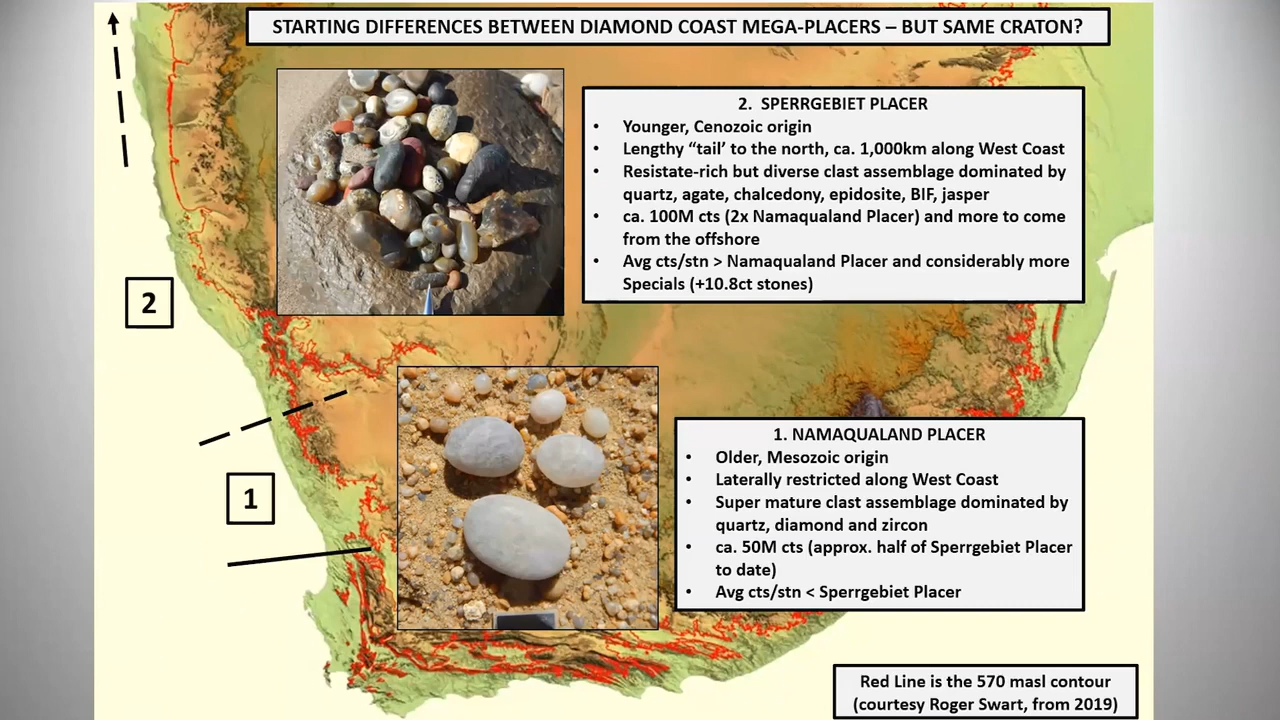 STARTING DIFFERENCES BETWEEN DIAMOND COAST MEGA-PLACERS – BUT SAME CRATON?
2. SPERRGEBIET PLACER
• Younger, Cenozoic origin
• Lengthy “tail’ to the north, ca. 1,000km along West Coast
• Resistate-rich but diverse clast assemblage dominated by
quartz, agate, chalcedony, epidosite, BIF, jasper
• ca. 100M cts (2x Namaqualand Placer) and more to come
from the offshore
• Avg cts/stn > Namaqualand Placer and considerably more
Specials (+10.8ct stones)
2
1
1. NAMAQUALAND PLACER
• Older, Mesozoic origin
• Laterally restricted along West Coast
• Super mature clast assemblage dominated by
quartz, diamond and zircon
• ca. 50M cts (approx. half of Sperrgebiet Placer
to date)
• Avg cts/stn < Sperrgebiet Placer
Red Line is the 570 masl contour
(courtesy Roger Swart, from 2019)